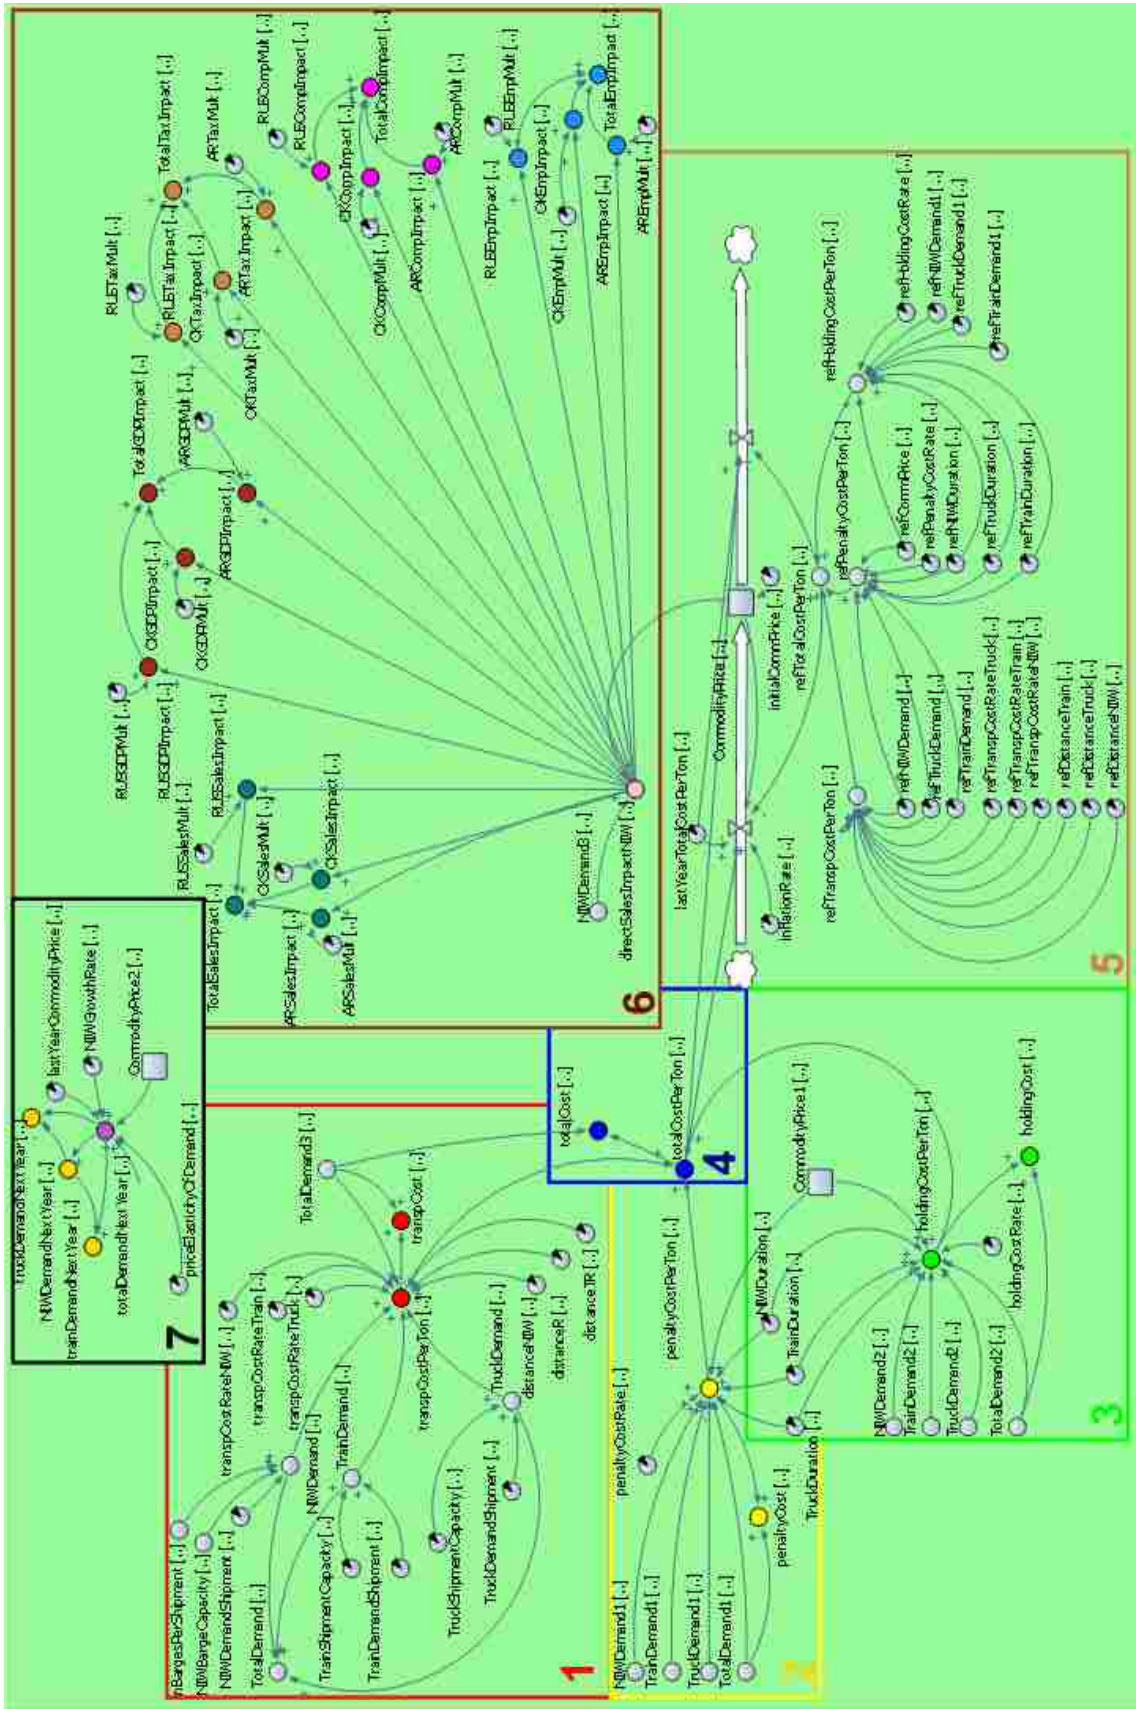 7
truckDemandNextYear [..]
NIWDemandNextYear [..]
trainDemandNextYear [..]
totalDemandNextYear [..]
priceElasticityOfDemand [..]
lastYearCommodityPrice [..]
NIWGrowthRate [..]
CommodityPrice2 [..]
1
nBargesPerShipment [..]
NIWBargeCapacity [..]
NIWDemandShipment [..]
TotalDemand [..]
TrainShipmentCapacity [..]
TrainDemandShipment [..]
TruckShipmentCapacity [..]
TruckDemandShipment [..]
transpCostRateNIW [..]
transpCostRateTrain [..]
transpCostRateTruck [..]
NIWDemand [..]
TrainDemand [..]
TruckDemand [..]
transpCostPerTon [..]
transpCost [..]
TotalDemand3 [..]
distanceNIW [..]
distanceR [..]
distanceTR [..]
2
NIWDemand1 [..]
TrainDemand1 [..]
TruckDemand1 [..]
TotalDemand1 [..]
penaltyCostRate [..]
penaltyCost [..]
penaltyCostPerTon [..]
TruckDuration [..]
TrainDuration [..]
NIWDuration [..]
3
NIWDemand2 [..]
TrainDemand2 [..]
TruckDemand2 [..]
TotalDemand2 [..]
CommodityPrice1 [..]
holdingCostPerTon [..]
holdingCostRate [..]
holdingCost [..]
4
totalCost [..]
totalCostPerTon [..]
5
lastYearTotalCostPerTon [..]
inflationRate [..]
CommodityPrice [..]
initialCommPrice [..]
refTotalCostPerTon [..]
refPenaltyCostPerTon [..]
refHoldingCostPerTon [..]
refTranspCostPerTon [..]
refNIWDemand [..]
refTruckDemand [..]
refTrainDemand [..]
refTranspCostRateTruck [..]
refTranspCostRateTrain [..]
refTranspCostRateNIW [..]
refDistanceTrain [..]
refDistanceTruck [..]
refDistanceNIW [..]
refCommPrice [..]
refPenaltyCostRate [..]
refNIWDuration [..]
refTruckDuration [..]
refTrainDuration [..]
refHoldingCostRate [..]
refNIWDemand1 [..]
refTruckDemand1 [..]
refTrainDemand1 [..]
6
NIWDemand3 [..]
directSalesImpactNIW [..]
TotalSalesImpact [..]
ARSalesImpact [..]
ARSalesMult [..]
OKSalesMult [..]
OKSalesImpact [..]
RUSSalesMult [..]
RUSSalesImpact [..]
RUSGDPMult [..]
RUSGDPImpact [..]
OKGDPImpact [..]
OKGDPMult [..]
ARGDPImpact [..]
ARGDPMult [..]
TotalGDPImpact [..]
RUSTaxMult [..]
RUSTaxImpact [..]
OKTaxImpact [..]
OKTaxMult [..]
ARTaxImpact [..]
ARTaxMult [..]
TotalTaxImpact [..]
RUSCompMult [..]
RUSCompImpact [..]
OKCompImpact [..]
OKCompMult [..]
TotalCompImpact [..]
ARCompImpact [..]
ARCompMult [..]
RUSEmpImpact [..]
RUSEmpMult [..]
OKEmpImpact [..]
OKEmpMult [..]
TotalEmpImpact [..]
AREmpImpact [..]
AREmpMult [..]